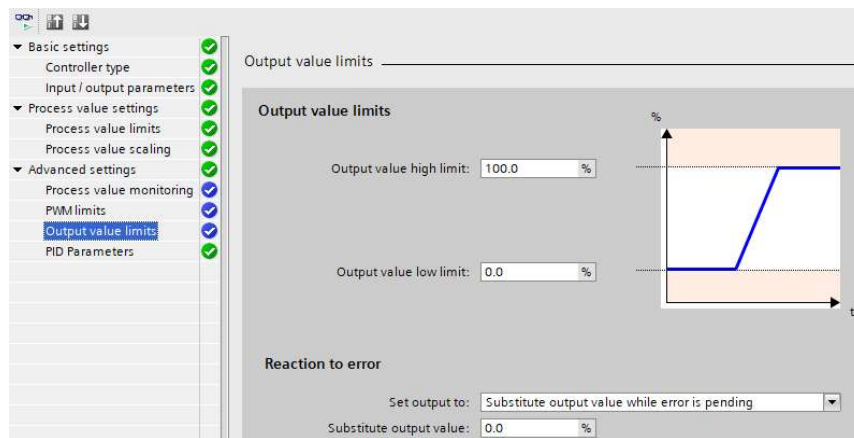 Basic settings
Controller type
Input / output parameters
Process value settings
Process value limits
Process value scaling
Advanced settings
Process value monitoring
PWM limits
Output value limits
PID Parameters
Output value limits
Output value limits
%
Output value high limit: 100.0 %
Output value low limit: 0.0 %
t
Reaction to error
Set output to: Substitute output value while error is pending
Substitute output value: 0.0 %